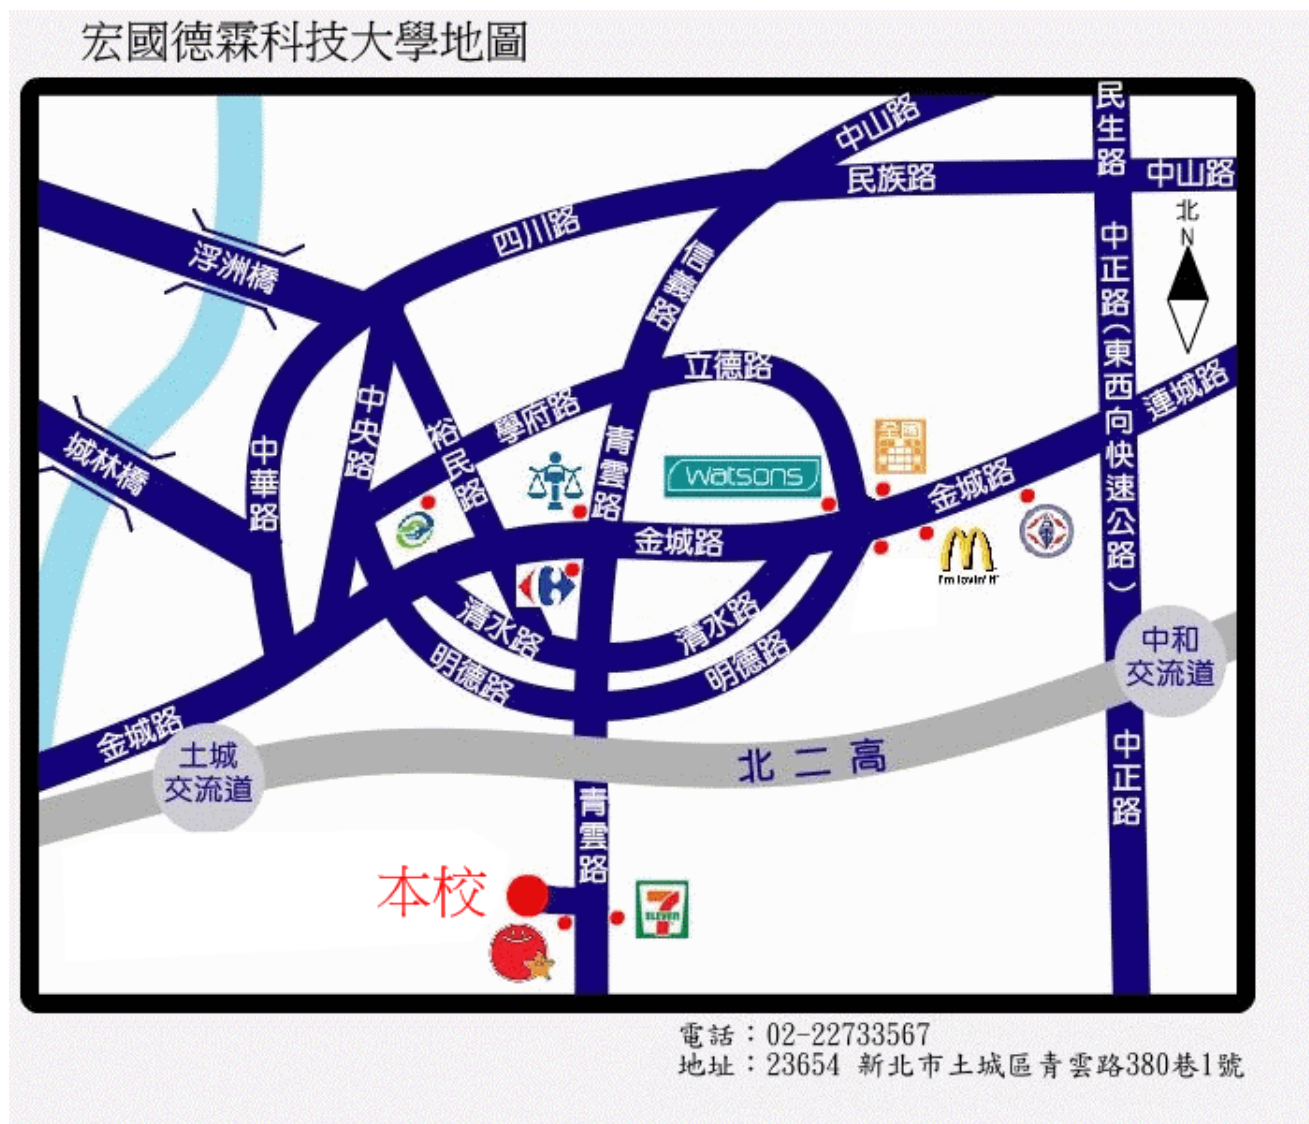 宏國德霖科技大學地圖
民生路
中山路
民族路
中山路
北
N
四川路
浮洲橋
信義路
中正路(東西向快速公路)
立德路
連城路
中央路
學府路
裕民路
城林橋
中華路
青雲路
watsons
全國
金城路
金城路
i'm lovin' it
清水路
清水路
明德路
明德路
中和
交流道
金城路
土城
交流道
北二高
中正路
青雲路
本校
7
ELEVEN
電話：02-22733567
地址：23654 新北市土城區青雲路380巷1號